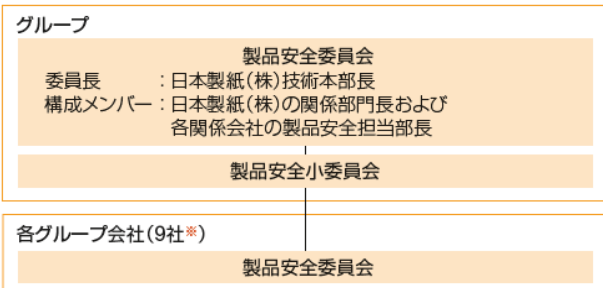 グループ
製品安全委員会
委員長　　　：日本製紙（株）技術本部長
構成メンバー：日本製紙（株）の関係部門長および
各関係会社の製品安全担当部長
製品安全小委員会
各グループ会社（9社※）
製品安全委員会